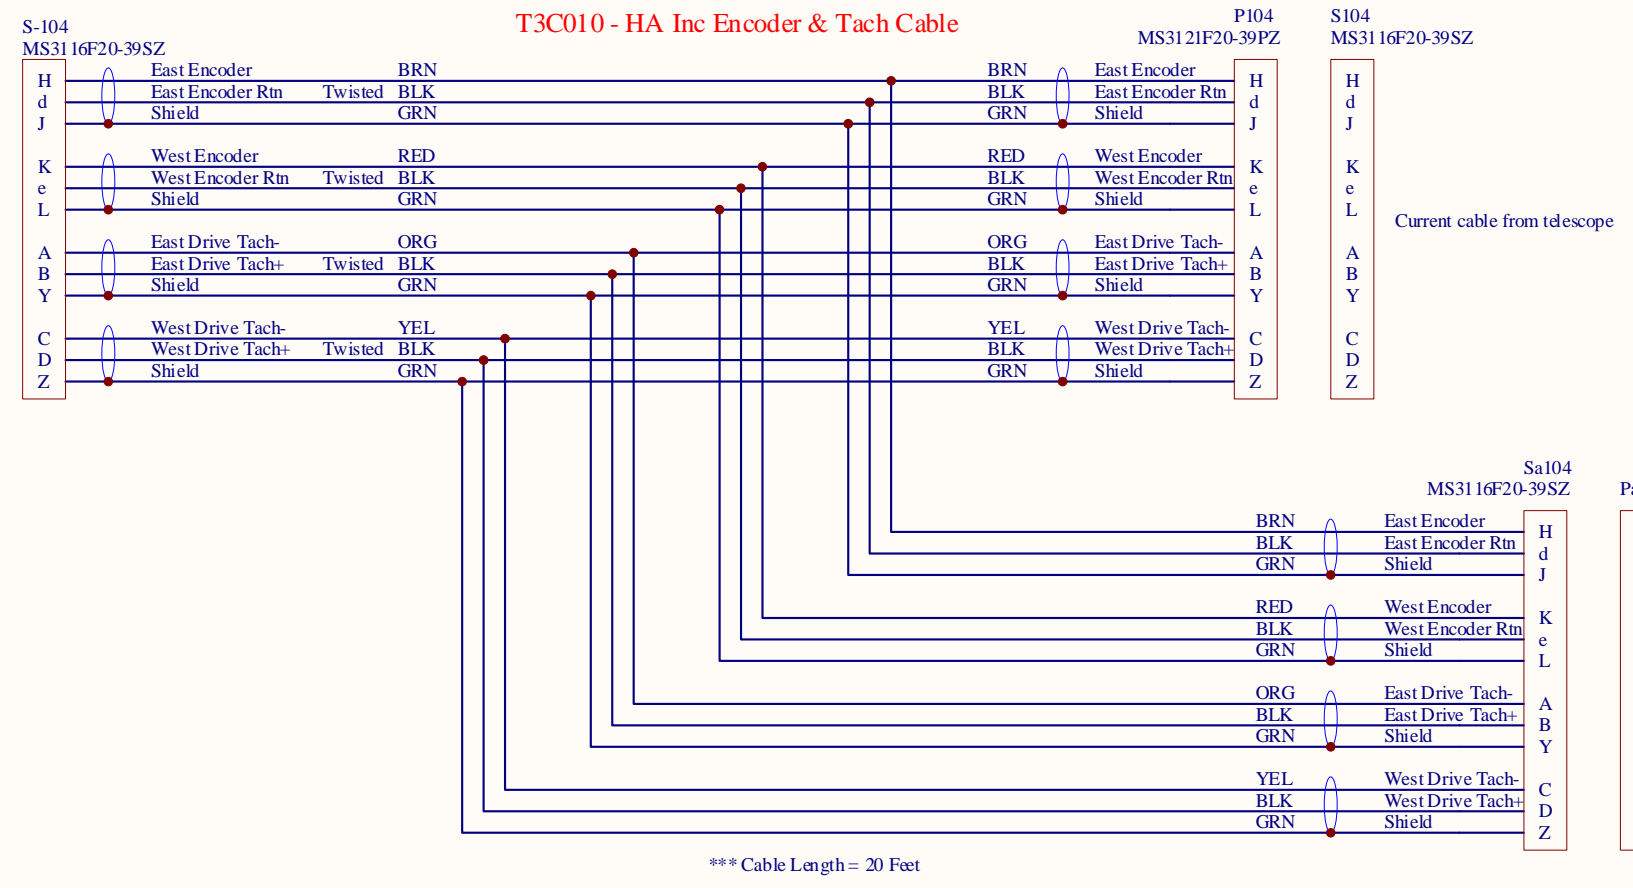 T3C010 - HA Inc Encoder & Tach Cable
S-104
MS3116F20-39SZ
P104
MS3121F20-39PZ
S104
MS3116F20-39SZ
H East Encoder BRN BRN East Encoder H H
d East Encoder Rtn Twisted BLK BLK East Encoder Rtn d d
J Shield GRN GRN Shield J J
K West Encoder RED RED West Encoder K K
e West Encoder Rtn Twisted BLK BLK West Encoder Rtn e e
L Shield GRN GRN Shield L L
Current cable from telescope
A East Drive Tach- ORG ORG East Drive Tach- A A
B East Drive Tach+ Twisted BLK BLK East Drive Tach+ B B
Y Shield GRN GRN Shield Y Y
C West Drive Tach- YEL YEL West Drive Tach- C C
D West Drive Tach+ Twisted BLK BLK West Drive Tach+ D D
Z Shield GRN GRN Shield Z Z
Sa104
MS3116F20-39SZ
BRN East Encoder H
BLK East Encoder Rtn d
GRN Shield J
RED West Encoder K
BLK West Encoder Rtn e
GRN Shield L
ORG East Drive Tach- A
BLK East Drive Tach+ B
GRN Shield Y
YEL West Drive Tach- C
BLK West Drive Tach+ D
GRN Shield Z
*** Cable Length = 20 Feet